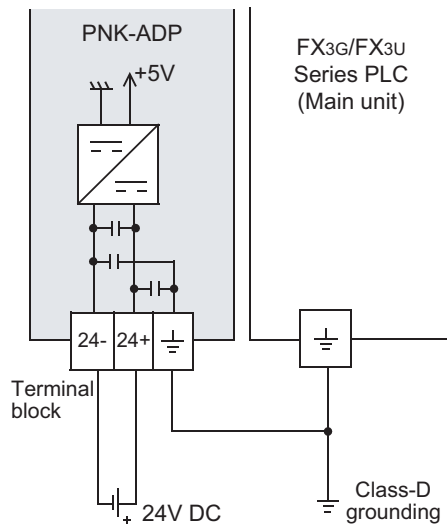 PNK-ADP
+5V
FX3G/FX3U
Series PLC
(Main unit)
24-
24+
Terminal
block
+
24V DC
Class-D
grounding